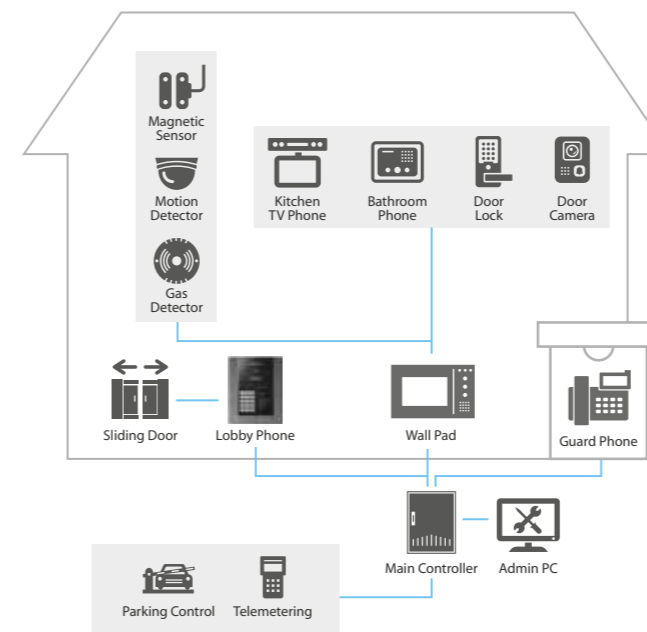 Magnetic
Sensor
Motion
Detector
Gas
Detector
Kitchen
TV Phone
Bathroom
Phone
Door
Lock
Door
Camera
Sliding Door
Lobby Phone
Wall Pad
Guard Phone
Main Controller
Admin PC
Parking Control
Telemetering